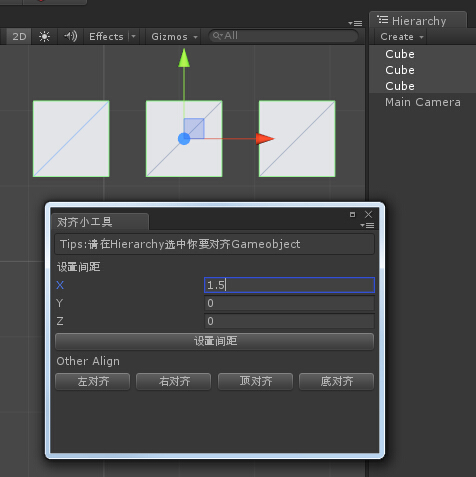 Hierarchy
2D Effects Gizmos All
Create
Cube
Cube
Cube
Main Camera
对齐小工具
Tips:请在Hierarchy选中你要对齐Gameobject
设置间距
X 1.5
Y 0
Z 0
设置间距
Other Align
左对齐 右对齐 顶对齐 底对齐